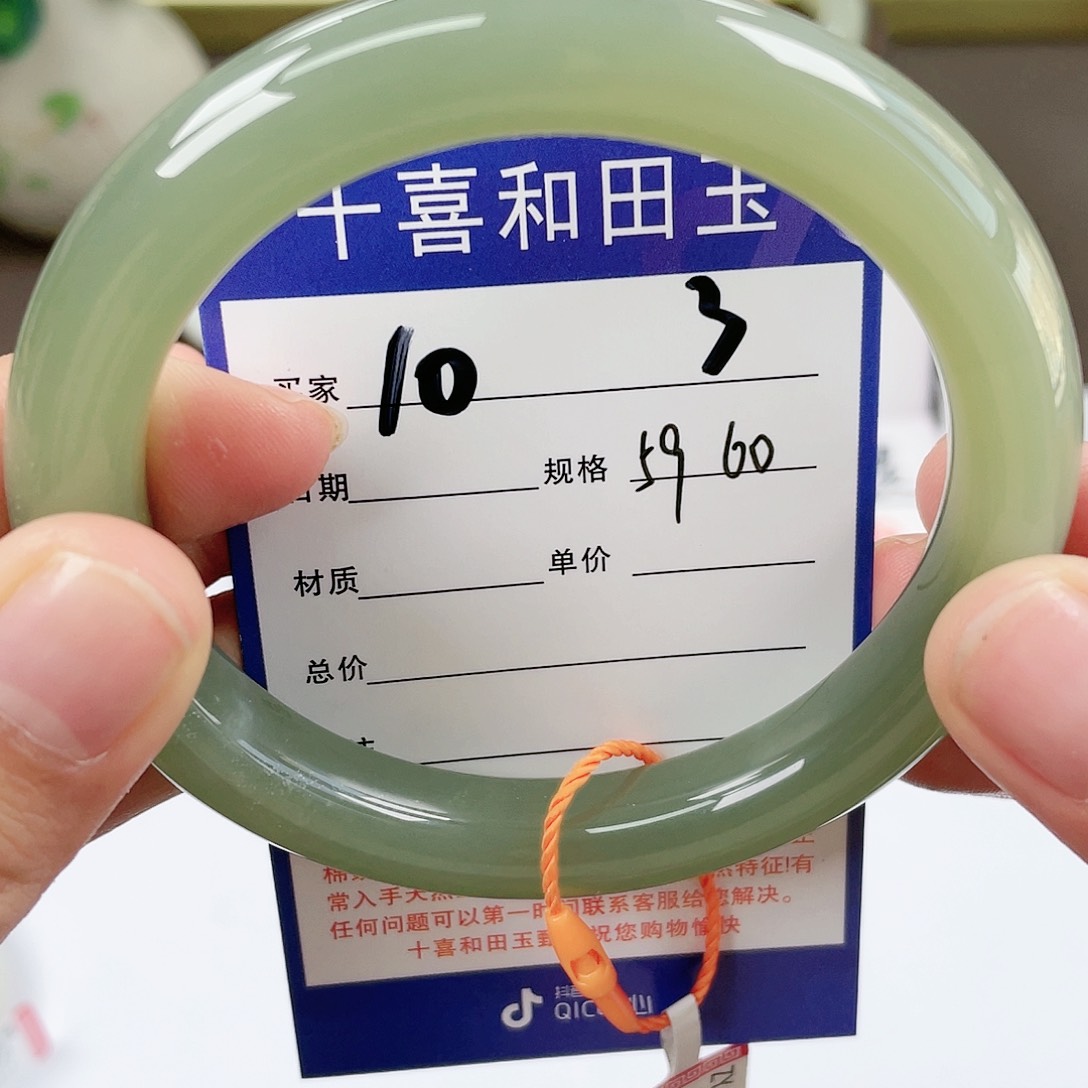 十喜和田玉
买家 10 3
日期 规格 59 60
材质 单价
总价
常入手天然 特征!有
任何问题可以第一时间联系客服给您解决。
十喜和田玉 祝您购物愉快
QIC